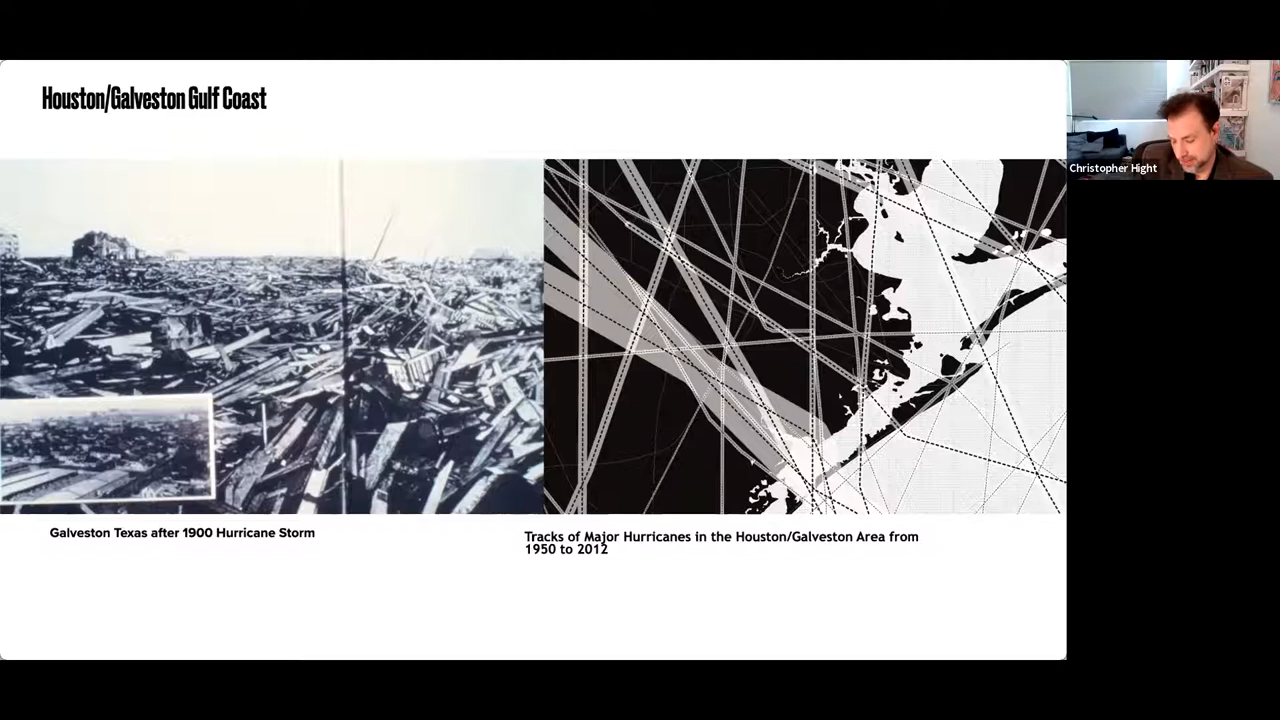 Houston/Galveston Gulf Coast
Christopher Hight
Galveston Texas after 1900 Hurricane Storm
Tracks of Major Hurricanes in the Houston/Galveston Area from
1950 to 2012